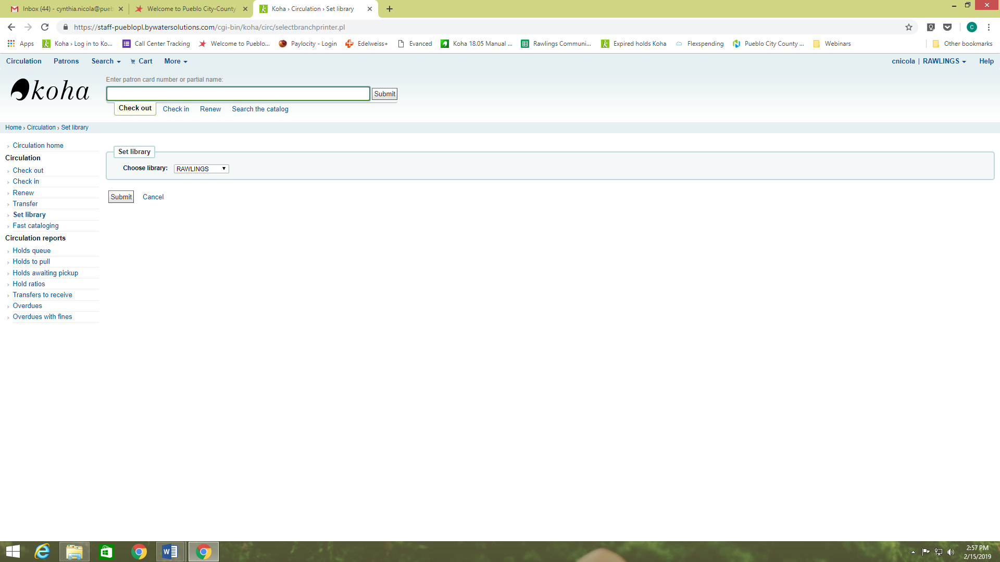 Inbox (44) - cynthia.nicola@pueb
Welcome to Pueblo City-County
Koha › Circulation › Set library
https://staff-pueblopl.bywatersolutions.com/cgi-bin/koha/circ/selectbranchprinter.pl
C
Apps
Koha › Log in to Ko...
Call Center Tracking
Welcome to Pueblo...
Paylocity - Login
Edelweiss+
Evanced
Koha 18.05 Manual ...
Rawlings Communi...
Expired holds Koha
Flexspending
Pueblo City County ...
Webinars
Other bookmarks
Circulation Patrons Search Cart More
cnicola | RAWLINGS Help
koha
Enter patron card number or partial name:
Submit
Check out Check in Renew Search the catalog
Home › Circulation › Set library
Circulation home
Circulation
Check out
Check in
Renew
Transfer
Set library
Fast cataloging
Circulation reports
Holds queue
Holds to pull
Holds awaiting pickup
Hold ratios
Transfers to receive
Overdues
Overdues with fines
Set library
Choose library: RAWLINGS
Submit Cancel
2:57 PM
2/15/2019